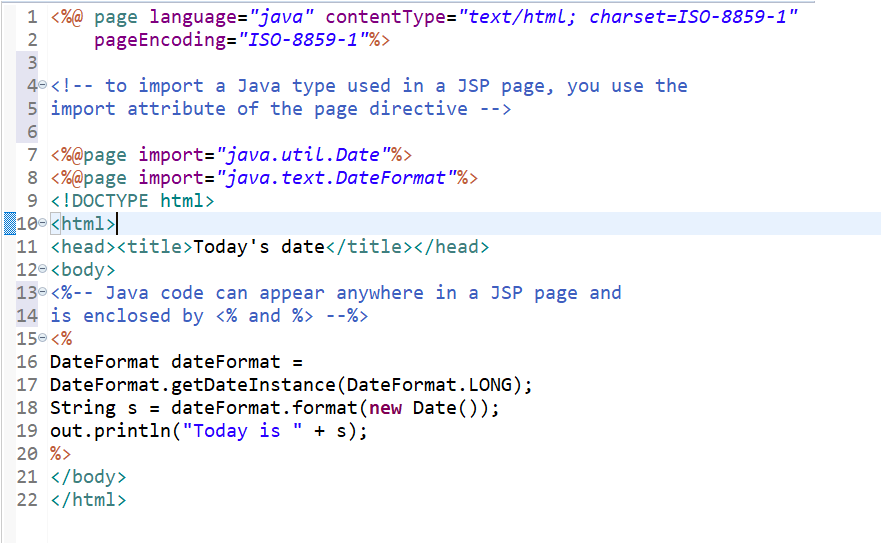 1 <%@ page language="java" contentType="text/html; charset=ISO-8859-1"
2     pageEncoding="ISO-8859-1"%>
3
4 <!-- to import a Java type used in a JSP page, you use the
5 import attribute of the page directive -->
6
7 <%@page import="java.util.Date"%>
8 <%@page import="java.text.DateFormat"%>
9 <!DOCTYPE html>
10 <html>
11 <head><title>Today's date</title></head>
12 <body>
13 <%-- Java code can appear anywhere in a JSP page and
14 is enclosed by <% and %> --%>
15 <%
16 DateFormat dateFormat =
17 DateFormat.getDateInstance(DateFormat.LONG);
18 String s = dateFormat.format(new Date());
19 out.println("Today is " + s);
20 %>
21 </body>
22 </html>